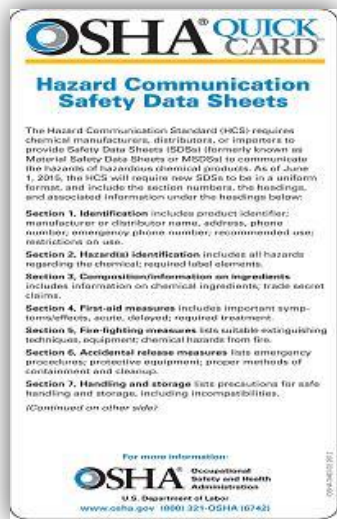 OSHA® QUICK
CARD™
Hazard Communication
Safety Data Sheets
The Hazard Communication Standard (HCS) requires
chemical manufacturers, distributors, or importers to
provide Safety Data Sheets (SDSs) (formerly known as
Material Safety Data Sheets or MSDSs) to communicate
the hazards of hazardous chemical products. As of June
1, 2015, the HCS will require new SDSs to be in a uniform
format, and include the section numbers, the headings,
and associated information under the headings below:
Section 1, Identification includes product identifier;
manufacturer or distributor name, address, phone
number; emergency phone number; recommended use;
restrictions on use.
Section 2, Hazard(s) identification includes all hazards
regarding the chemical; required label elements.
Section 3, Composition/information on ingredients
includes information on chemical ingredients; trade secret
claims.
Section 4, First-aid measures includes important symp-
toms/effects, acute, delayed; required treatment.
Section 5, Fire-fighting measures lists suitable extinguishing
techniques, equipment; chemical hazards from fire.
Section 6, Accidental release measures lists emergency
procedures; protective equipment; proper methods of
containment and cleanup.
Section 7, Handling and storage lists precautions for safe
handling and storage, including incompatibilities.
(Continued on other side)
For more information:
OSHA® Occupational
Safety and Health
Administration
U.S. Department of Labor
www.osha.gov (800) 321-OSHA (6742)